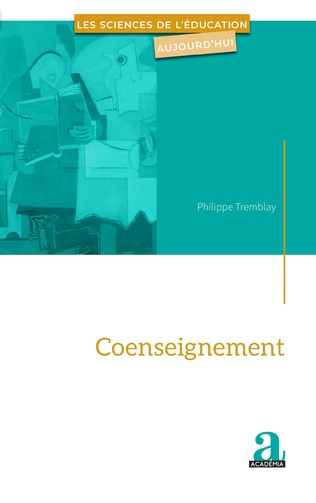 LES SCIENCES DE L'ÉDUCATION
AUJOURD'HUI
Philippe Tremblay
Coenseignement
a
ACADEMIA